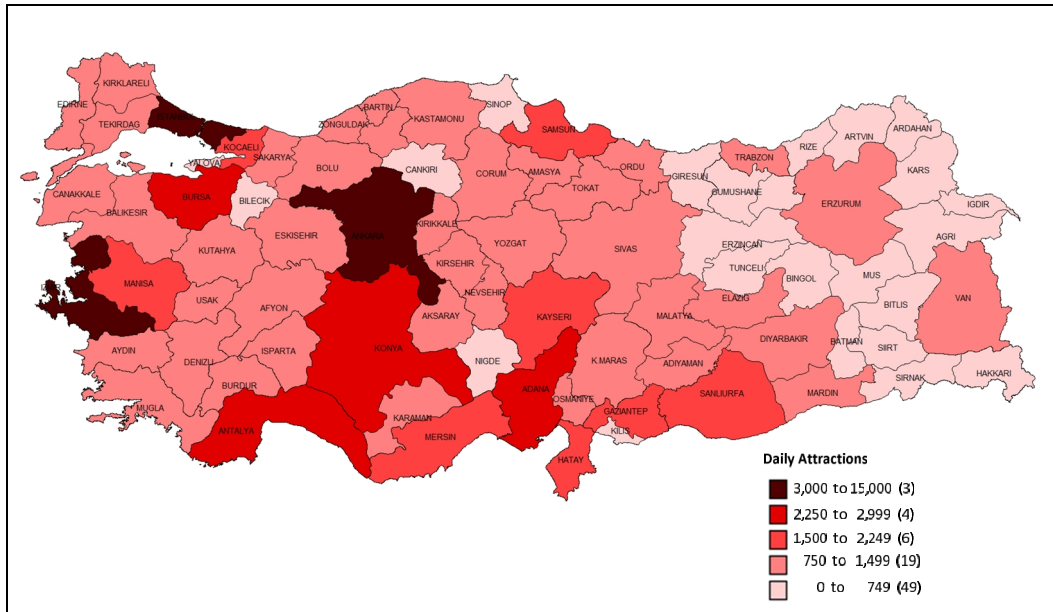 KIRKLARELI
EDIRNE
TEKIRDAG
ISTANBUL
KOCAELI
YALOVA
SAKARYA
BARTIN
ZONGULDAK
KASTAMONU
SINOP
SAMSUN
BOLU
CANKIRI
CORUM
AMASYA
ORDU
TOKAT
GIRESUN
TRABZON
GUMUSHANE
RIZE
ARTVIN
ARDAHAN
KARS
IGDIR
AGRI
ERZURUM
CANAKKALE
BALIKESIR
BURSA
BILECIK
ESKISEHIR
KUTAHYA
ANKARA
KIRIKKALE
KIRSEHIR
YOZGAT
SIVAS
ERZINCAN
TUNCELI
BINGOL
MUS
BITLIS
VAN
MANISA
USAK
AFYON
KONYA
AKSARAY
NEVSEHIR
KAYSERI
MALATYA
ELAZIG
DIYARBAKIR
BATMAN
SIIRT
SIRNAK
HAKKARI
AYDIN
DENIZLI
ISPARTA
BURDUR
MUGLA
ANTALYA
KARAMAN
MERSIN
NIGDE
ADANA
K.MARAS
OSMANIYE
ADIYAMAN
GAZIANTEP
KILIS
HATAY
SANLIURFA
MARDIN
Daily Attractions
3,000 to 15,000 (3)
2,250 to 2,999 (4)
1,500 to 2,249 (6)
750 to 1,499 (19)
0 to 749 (49)